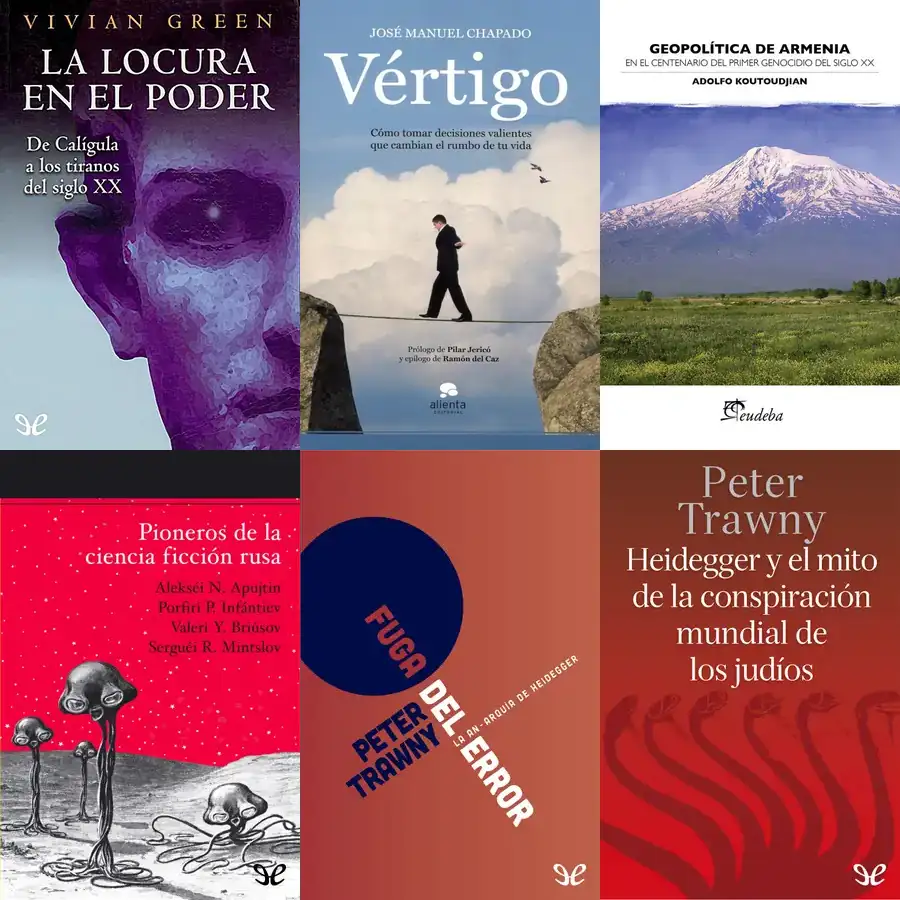 VIVIAN GREEN
LA LOCURA
EN EL PODER
De Calígula
a los tiranos
del siglo XX
JOSÉ MANUEL CHAPADO
Vértigo
Cómo tomar decisiones valientes
que cambian el rumbo de tu vida
Prólogo de Pilar Jericó
y epílogo de Ramón del Caz
alienta
EDITORIAL
GEOPOLÍTICA DE ARMENIA
EN EL CENTENARIO DEL PRIMER GENOCIDIO DEL SIGLO XX
ADOLFO KOUTOUDJIAN
eudeba
Pioneros de la
ciencia ficción rusa
Alekséi N. Apujtin
Porfiri P. Infántiev
Valeri Y. Briúsov
Serguéi R. Mintslov
FUGA
DEL ERROR
LA AN-ARQUÍA DE HEIDEGGER
PETER
TRAWNY
Peter
Trawny
Heidegger y el mito
de la conspiración
mundial de
los judíos